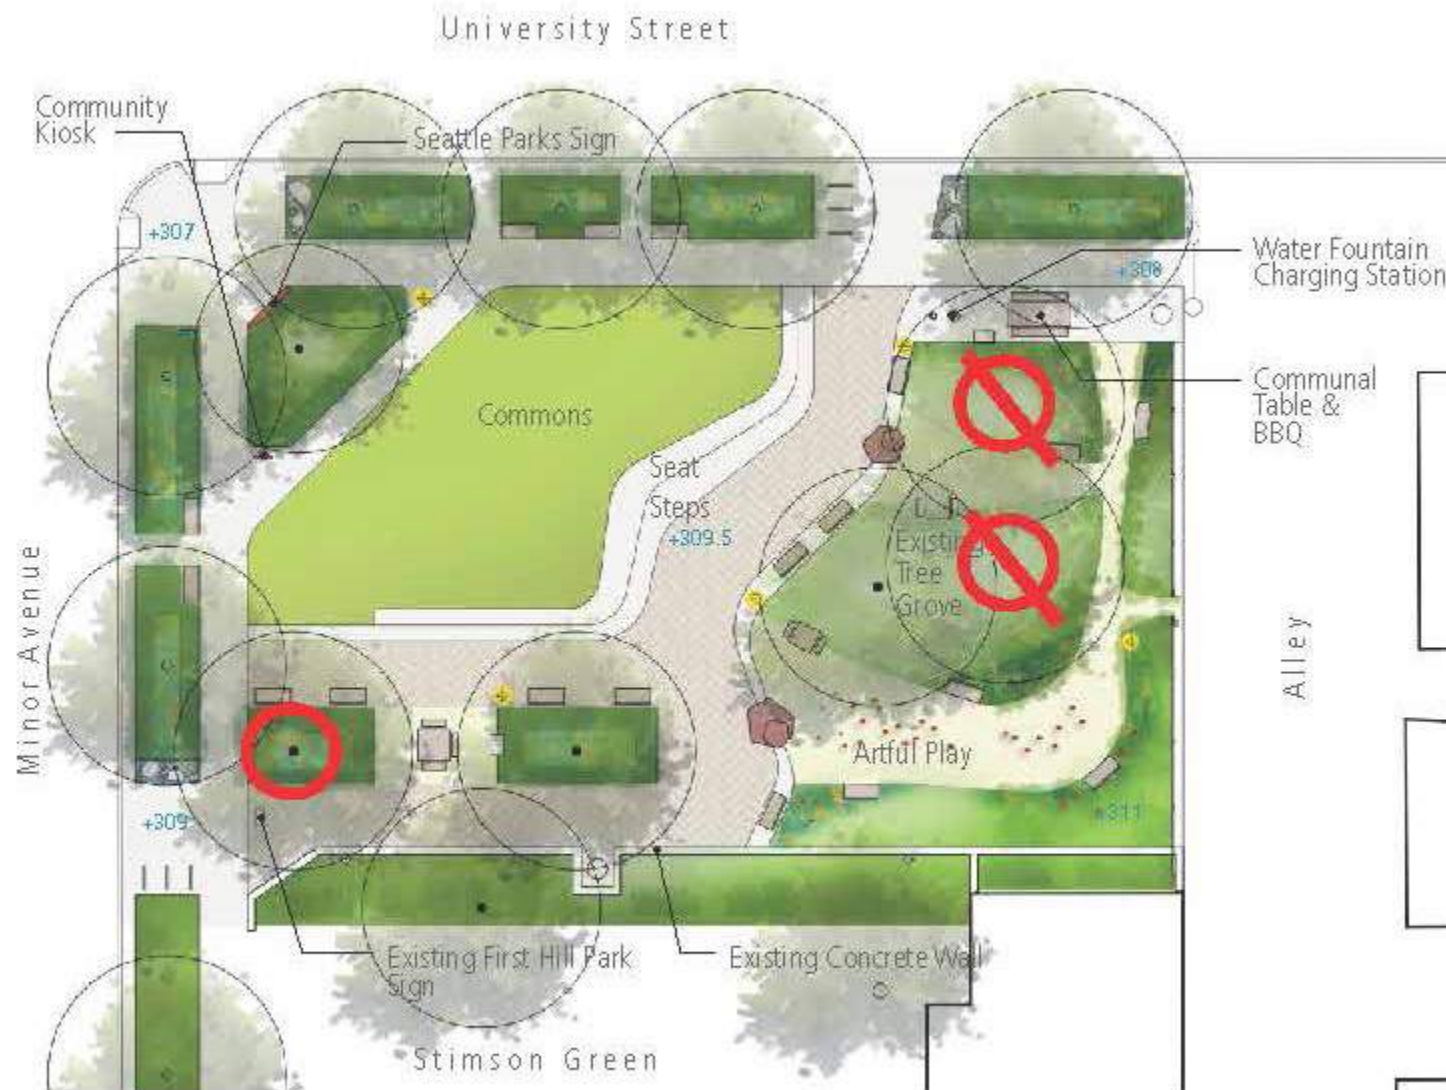 University Street
Community
Kiosk
Seattle Parks Sign
+307
+308
Water Fountain
Charging Station
Communal
Table &
BBQ
Commons
Seat
Steps
+309.5
Existing
Tree
Grove
Minor Avenue
Alley
Artful Play
+309
+311
Existing First Hill Park
Sign
Existing Concrete Wall
Stimson Green